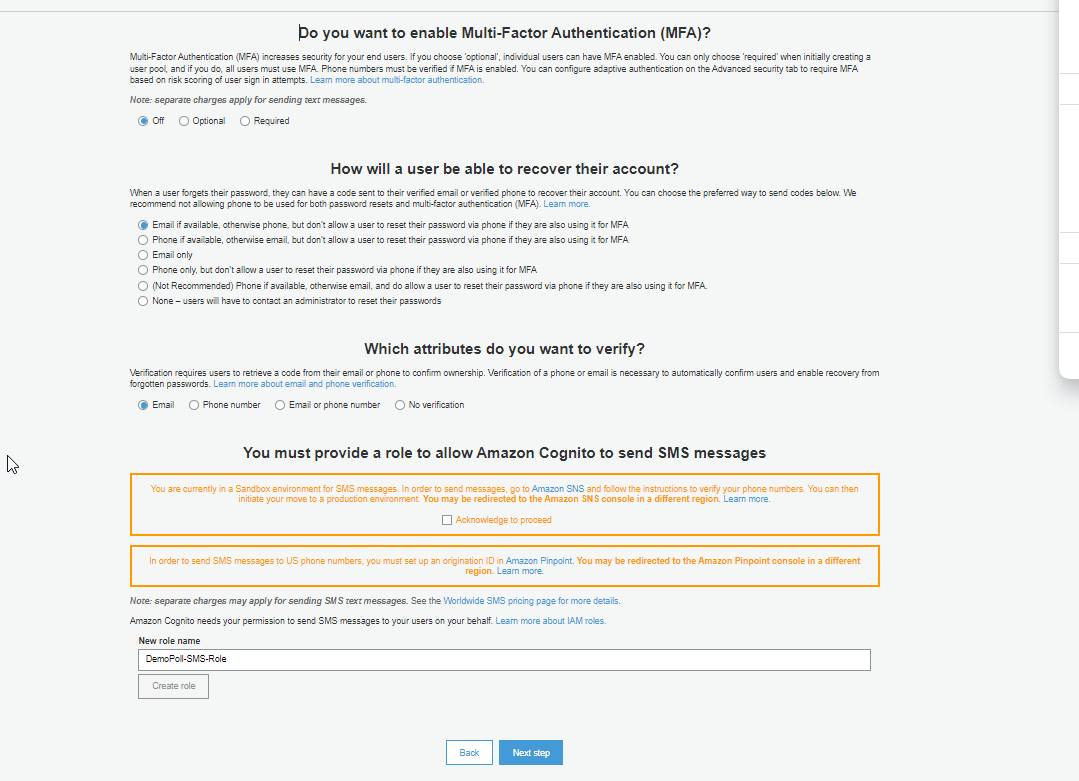 Do you want to enable Multi-Factor Authentication (MFA)?
Multi-Factor Authentication (MFA) increases security for your end users. If you choose 'optional', individual users can have MFA enabled. You can only choose 'required' when initially creating a
user pool, and if you do, all users must use MFA. Phone numbers must be verified if MFA is enabled. You can configure adaptive authentication on the Advanced security tab to require MFA
based on risk scoring of user sign in attempts. Learn more about multi-factor authentication.
Note: separate charges apply for sending text messages.
Off Optional Required
How will a user be able to recover their account?
When a user forgets their password, they can have a code sent to their verified email or verified phone to recover their account. You can choose the preferred way to send codes below. We
recommend not allowing phone to be used for both password resets and multi-factor authentication (MFA). Learn more.
Email if available, otherwise phone, but don't allow a user to reset their password via phone if they are also using it for MFA
Phone if available, otherwise email, but don't allow a user to reset their password via phone if they are also using it for MFA
Email only
Phone only, but don't allow a user to reset their password via phone if they are also using it for MFA
(Not Recommended) Phone if available, otherwise email, and do allow a user to reset their password via phone if they are also using it for MFA.
None – users will have to contact an administrator to reset their passwords
Which attributes do you want to verify?
Verification requires users to retrieve a code from their email or phone to confirm ownership. Verification of a phone or email is necessary to automatically confirm users and enable recovery from
forgotten passwords. Learn more about email and phone verification.
Email Phone number Email or phone number No verification
You must provide a role to allow Amazon Cognito to send SMS messages
You are currently in a Sandbox environment for SMS messages. In order to send messages, go to Amazon SNS and follow the instructions to verify your phone numbers. You can then
initiate your move to a production environment. You may be redirected to the Amazon SNS console in a different region. Learn more.
Acknowledge to proceed
In order to send SMS messages to US phone numbers, you must set up an origination ID in Amazon Pinpoint. You may be redirected to the Amazon Pinpoint console in a different
region. Learn more.
Note: separate charges may apply for sending SMS text messages. See the Worldwide SMS pricing page for more details.
Amazon Cognito needs your permission to send SMS messages to your users on your behalf. Learn more about IAM roles.
New role name
DemoPoll-SMS-Role
Create role
Back Next step